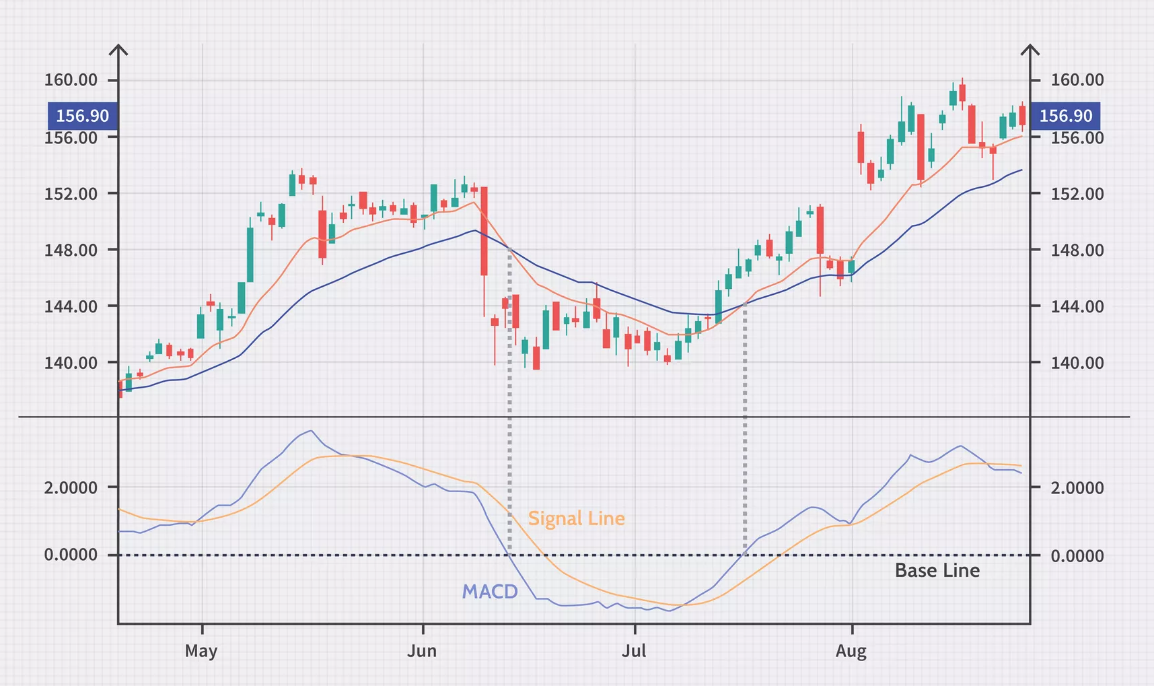 160.00 160.00
156.90 156.90
156.00 156.00
152.00 152.00
148.00 148.00
144.00 144.00
140.00 140.00
2.0000 2.0000
Signal Line
0.0000 0.0000
Base Line
MACD
May Jun Jul Aug